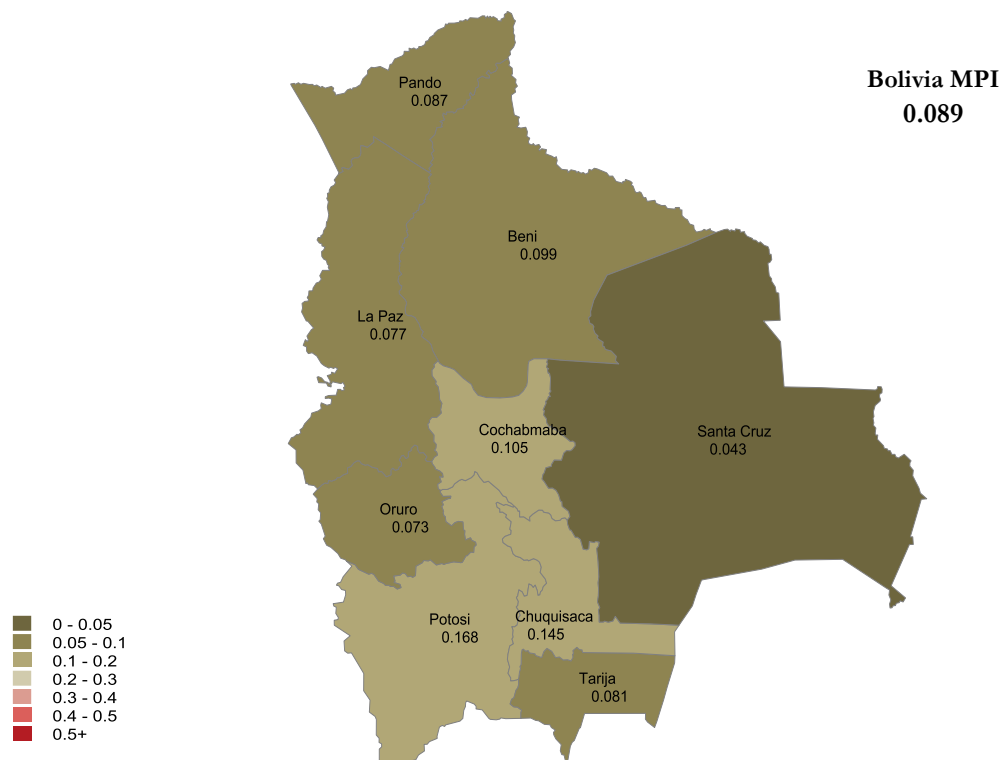 Bolivia MPI
0.089
Pando
0.087
Beni
0.099
La Paz
0.077
Cochabmaba
0.105
Santa Cruz
0.043
Oruro
0.073
Potosi
0.168
Chuquisaca
0.145
Tarija
0.081
0 - 0.05
0.05 - 0.1
0.1 - 0.2
0.2 - 0.3
0.3 - 0.4
0.4 - 0.5
0.5+